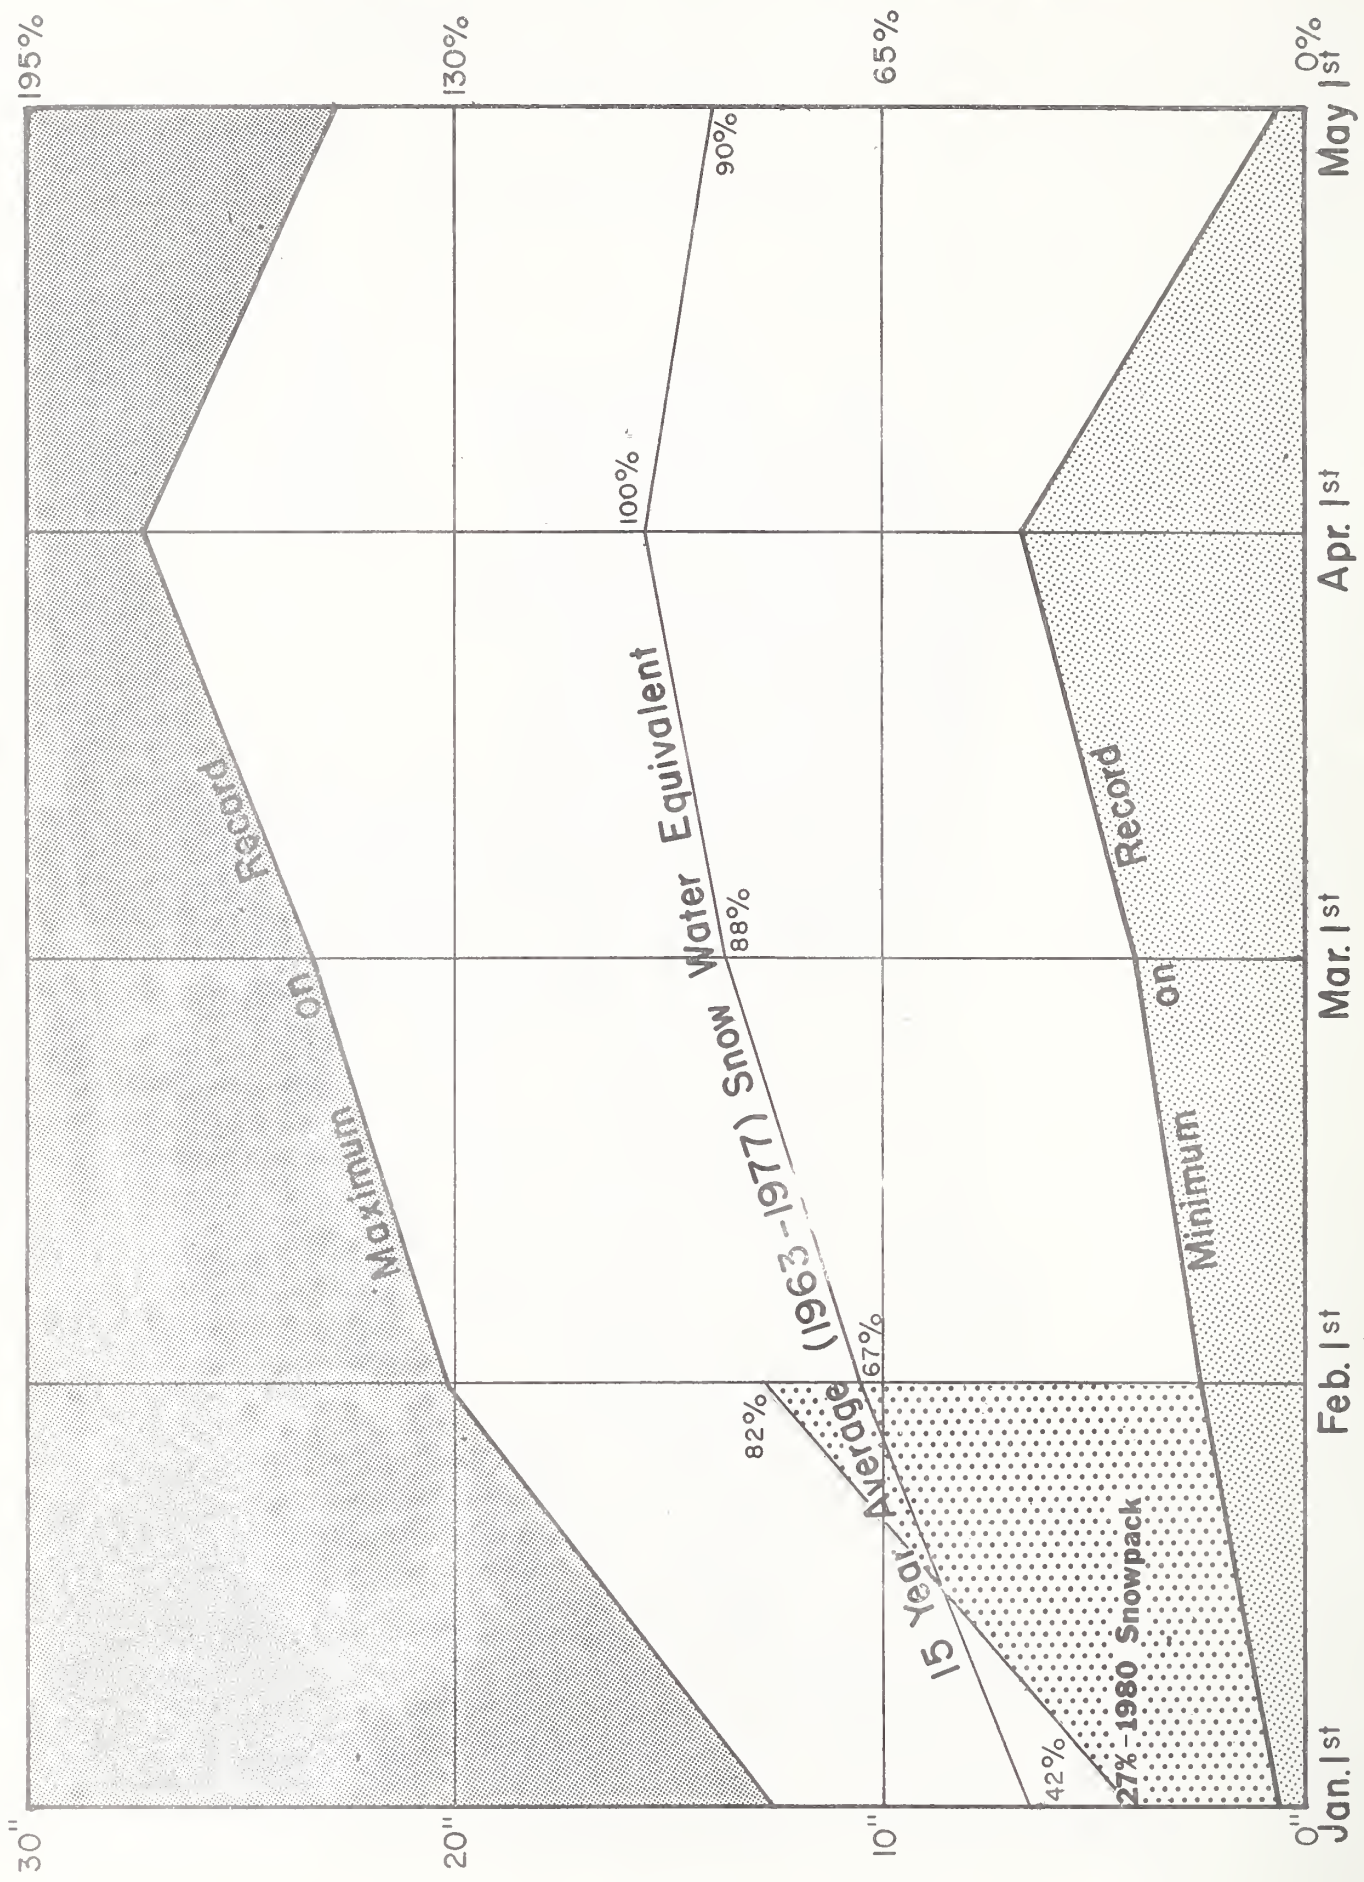 30"
20"
10"
0"
195%
130%
65%
0%
Maximum on Record
15 Year Average (1963-1977) Snow Water Equivalent
Minimum on Record
27%-1980 Snowpack
42%
82%
67%
88%
100%
90%
Jan. 1st
Feb. 1st
Mar. 1st
Apr. 1st
May 1st